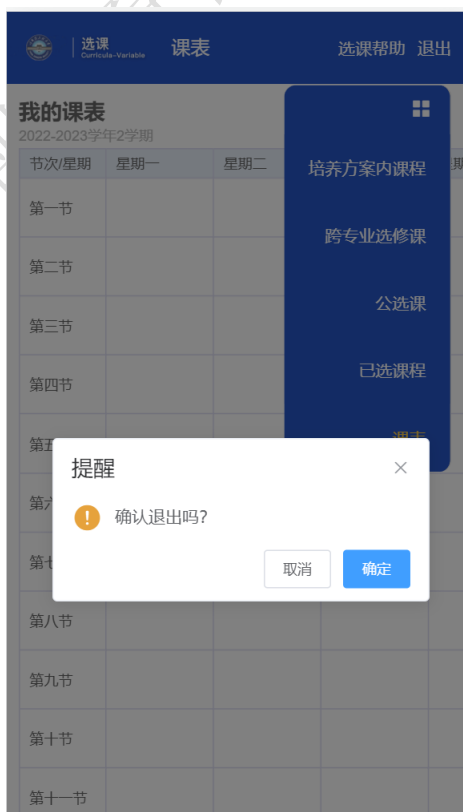 选课
Curricula-Variable
课表
选课帮助 退出
我的课表
2022-2023学年2学期
节次/星期 星期一 星期二
培养方案内课程
第一节
跨专业选修课
第二节
公选课
第三节
已选课程
第四节
课表
提醒
确认退出吗?
取消 确定
第八节
第九节
第十节
第十一节